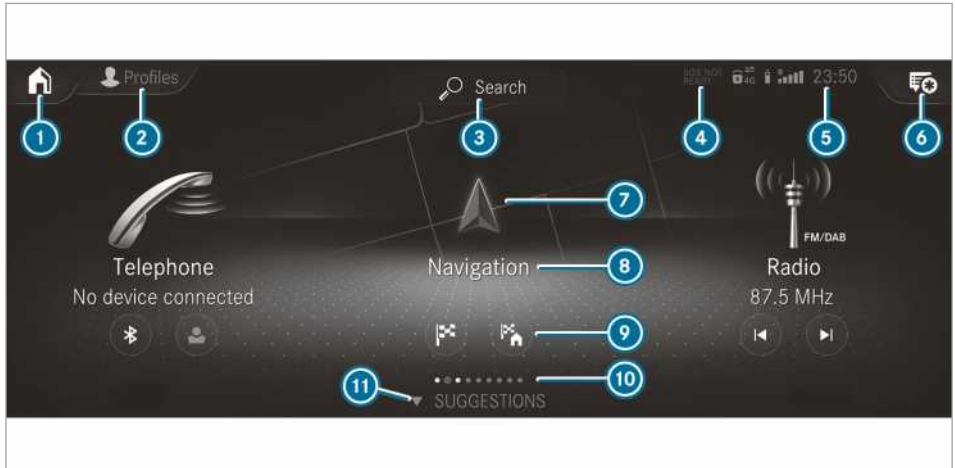 Profiles
Search
SOS NOT
READY
4G
23:50
1
2
3
4
5
6
7
FM/DAB
Telephone
Navigation
8
Radio
No device connected
87.5 MHz
9
10
11
SUGGESTIONS